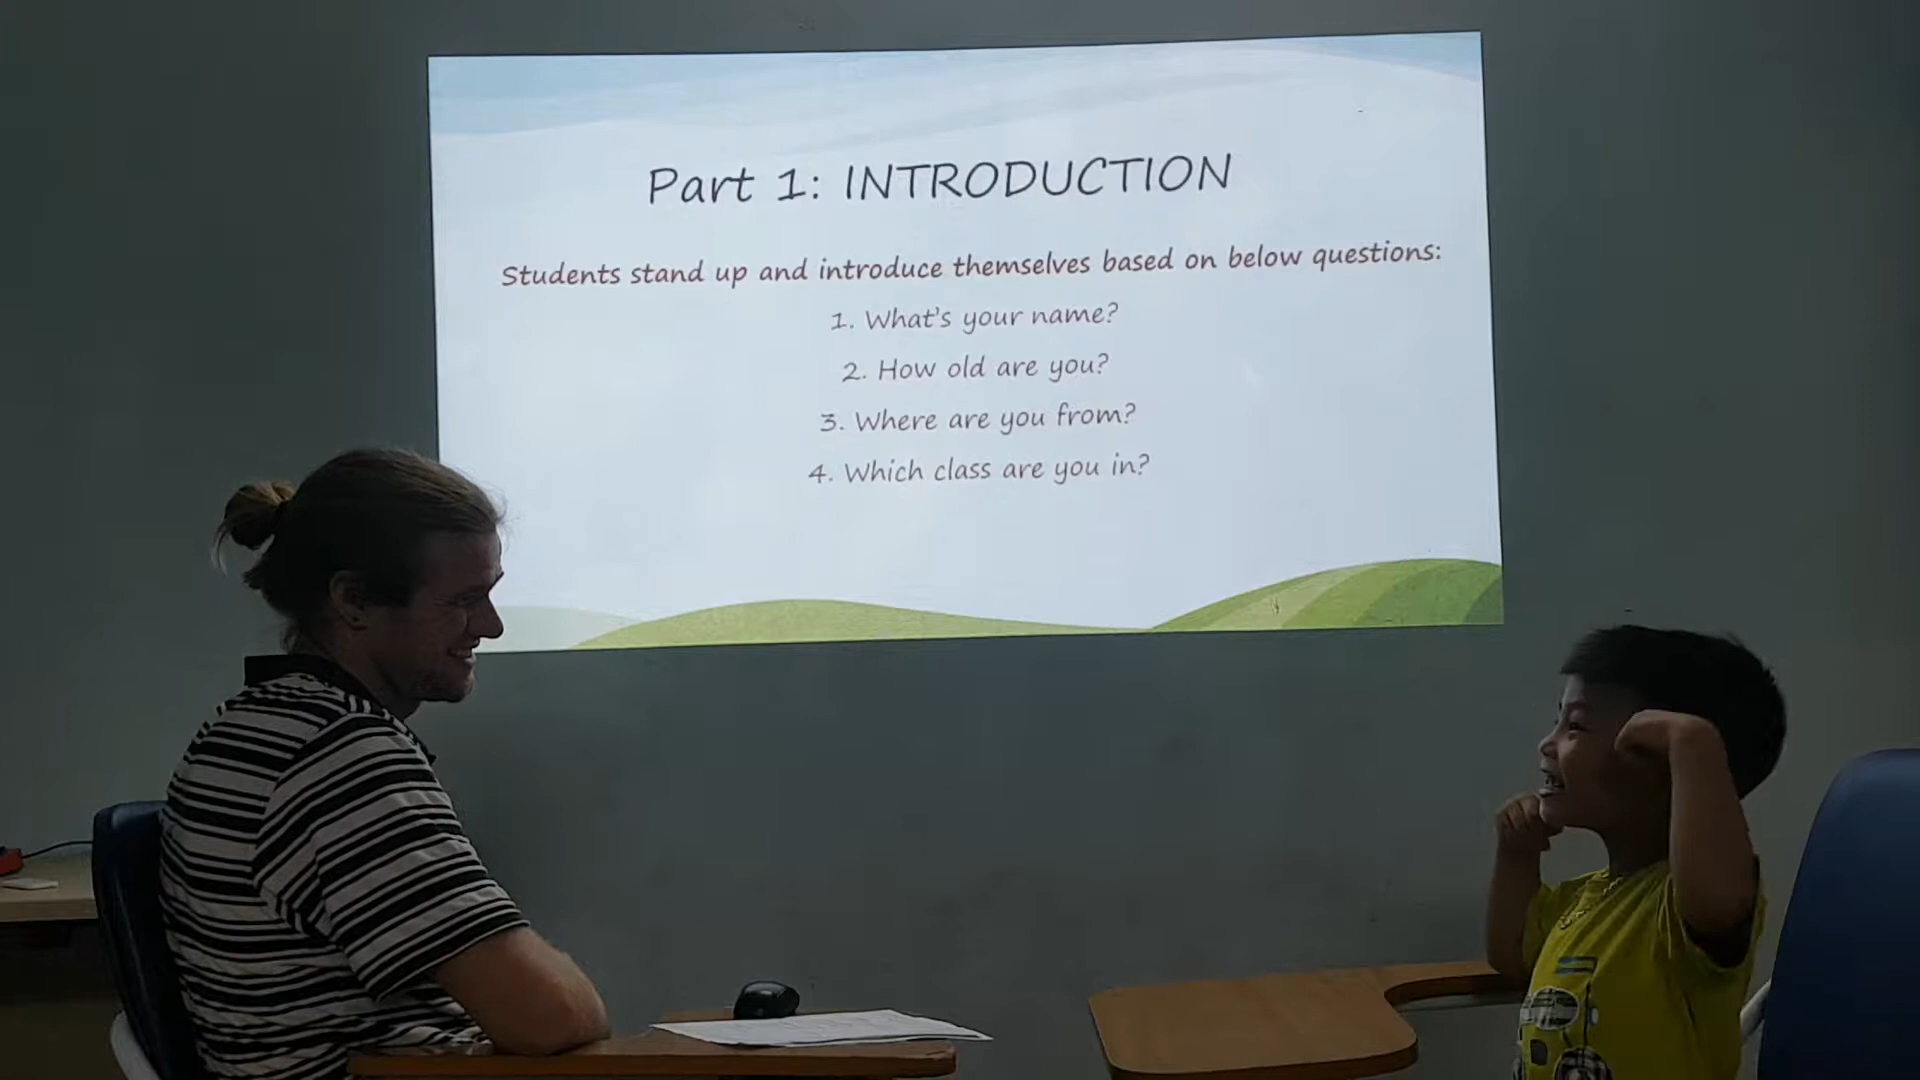 Part 1: INTRODUCTION
Students stand up and introduce themselves based on below questions:
1. What's your name?
2. How old are you?
3. Where are you from?
4. Which class are you in?